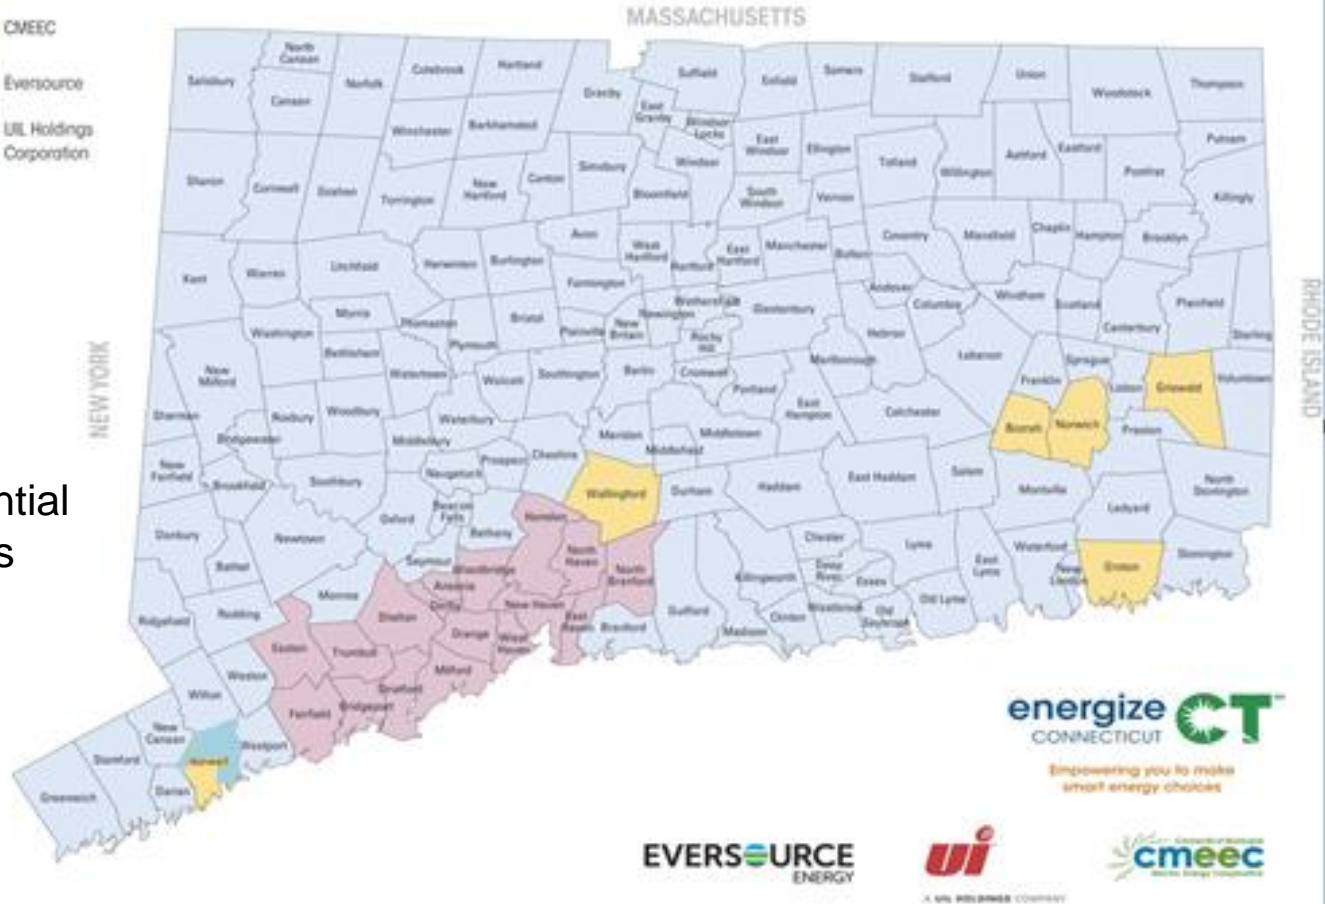 CMEEC
Eversource
UIL Holdings
Corporation
ntial
s
MASSACHUSETTS
NEW YORK
RHODE ISLAND
Salisbury
North
Canaan
Canaan
Norfolk
Colebrook
Hartland
Granby
Suffield
East
Granby
Windsor
Locks
Enfield
Somers
Stafford
Union
Woodstock
Thompson
Winchester
Barkhamsted
East
Windsor
Ellington
Tolland
Willington
Ashford
Eastford
Pomfret
Putnam
Killingly
Sharon
Cornwall
Goshen
Torrington
New
Hartford
Canton
Simsbury
Bloomfield
Windsor
South
Windsor
Vernon
Kent
Warren
Litchfield
Harwinton
Burlington
Avon
West
Hartford
Hartford
East
Hartford
Manchester
Bolton
Coventry
Mansfield
Chaplin
Hampton
Brooklyn
Farmington
Andover
Columbia
Windham
Scotland
Canterbury
Plainfield
Sterling
Washington
Morris
Bethlehem
Thomaston
Plymouth
Bristol
Plainville
New
Britain
Newington
Wethersfield
Rocky
Hill
Glastonbury
Hebron
Lebanon
Marlborough
New
Milford
Watertown
Wolcott
Southington
Berlin
Cromwell
Portland
East
Hampton
Colchester
Franklin
Sprague
Lisbon
Griswold
Voluntown
Sherman
Bridgewater
Roxbury
Woodbury
Middlebury
Waterbury
Naugatuck
Prospect
Cheshire
Meriden
Middlefield
Middletown
Bozrah
Norwich
Preston
New
Fairfield
Brookfield
Southbury
Oxford
Beacon
Falls
Bethany
Wallingford
Durham
Haddam
East Haddam
Salem
Montville
Ledyard
North
Stonington
Danbury
Bethel
Newtown
Seymour
Woodbridge
Hamden
North
Haven
North
Branford
Killingworth
Chester
Deep
River
Essex
Lyme
East
Lyme
Waterford
New
London
Groton
Stonington
Ridgefield
Redding
Monroe
Shelton
Ansonia
Derby
Orange
New Haven
West
Haven
East
Haven
Branford
Guilford
Madison
Clinton
Westbrook
Old
Saybrook
Old Lyme
Easton
Trumbull
Milford
Stratford
Bridgeport
Fairfield
Weston
Wilton
Westport
New
Canaan
Norwalk
Darien
Stamford
Greenwich
energize
CONNECTICUT
CT
Empowering you to make
smart energy choices
EVERSOURCE
ENERGY
ui
A UIL HOLDINGS COMPANY
cmeec